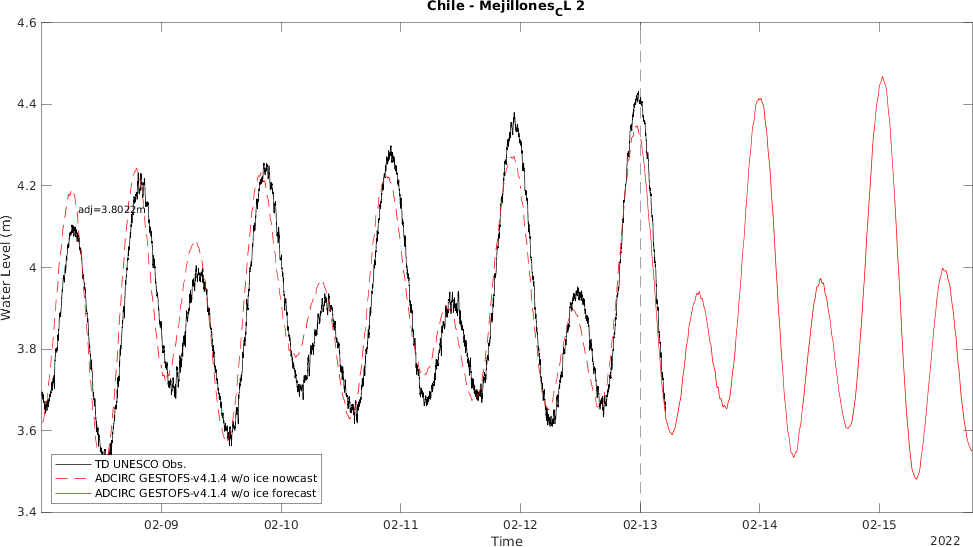 Chile - Mejillones_CL 2
4.6
4.4
4.2
4
3.8
3.6
3.4
Water Level (m)
adj=3.8022m
TD UNESCO Obs.
ADCIRC GESTOFS-v4.1.4 w/o ice nowcast
ADCIRC GESTOFS-v4.1.4 w/o ice forecast
02-09 02-10 02-11 02-12 02-13 02-14 02-15
Time
2022